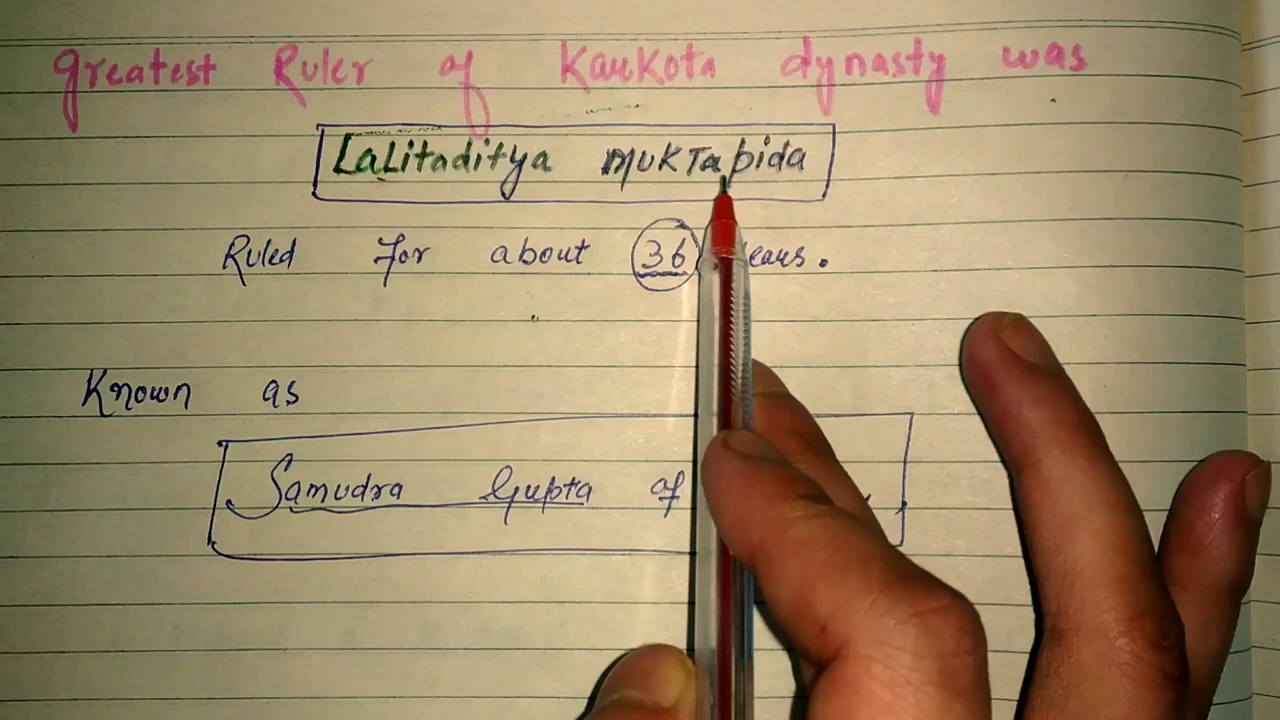 Greatest Ruler of Karkota dynasty was
Lalitaditya Muktapida
Ruled for about 36 years.
Known as
Samudra Gupta of